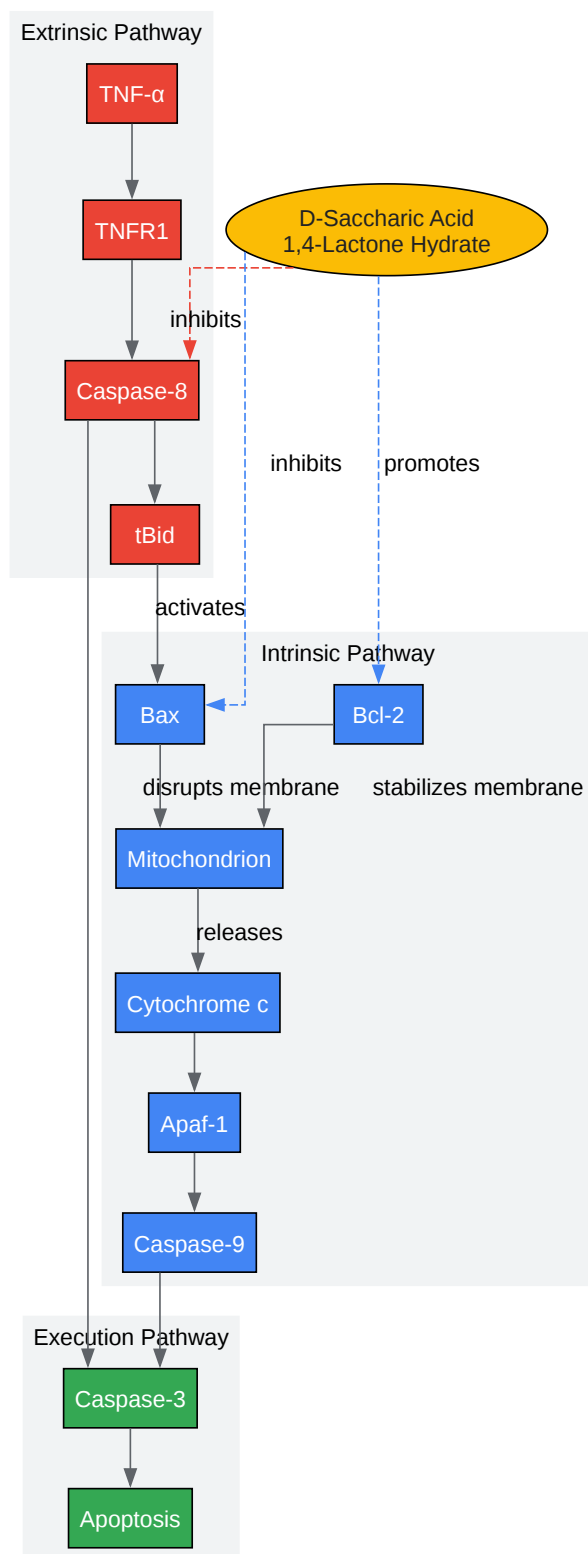 Extrinsic Pathway
TNF-α
TNFR1
D-Saccharic Acid
1,4-Lactone Hydrate
inhibits
Caspase-8
inhibits
promotes
tBid
activates
Intrinsic Pathway
Bax
Bcl-2
disrupts membrane
stabilizes membrane
Mitochondrion
releases
Cytochrome c
Apaf-1
Caspase-9
Execution Pathway
Caspase-3
Apoptosis